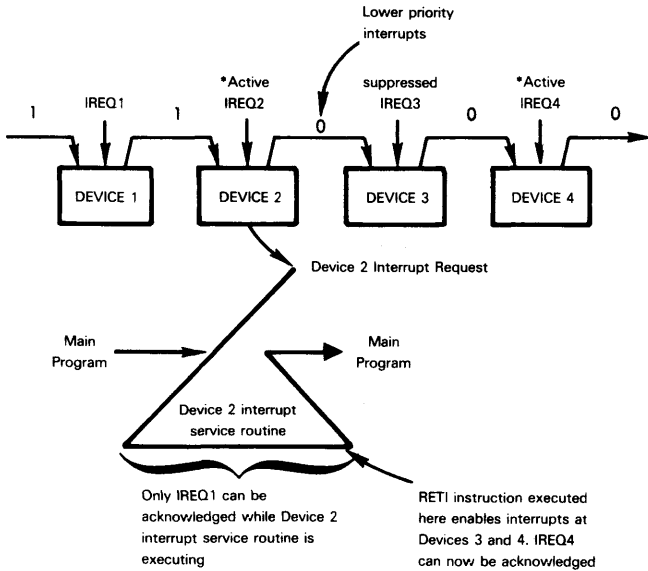 Lower priority
interrupts
*Active
suppressed
*Active
1
IREQ1
1
IREQ2
0
IREQ3
0
IREQ4
0
DEVICE 1
DEVICE 2
DEVICE 3
DEVICE 4
Device 2 Interrupt Request
Main
Program
Main
Program
Device 2 interrupt
service routine
Only IREQ1 can be
acknowledged while Device 2
interrupt service routine is
executing
RETI instruction executed
here enables interrupts at
Devices 3 and 4. IREQ4
can now be acknowledged